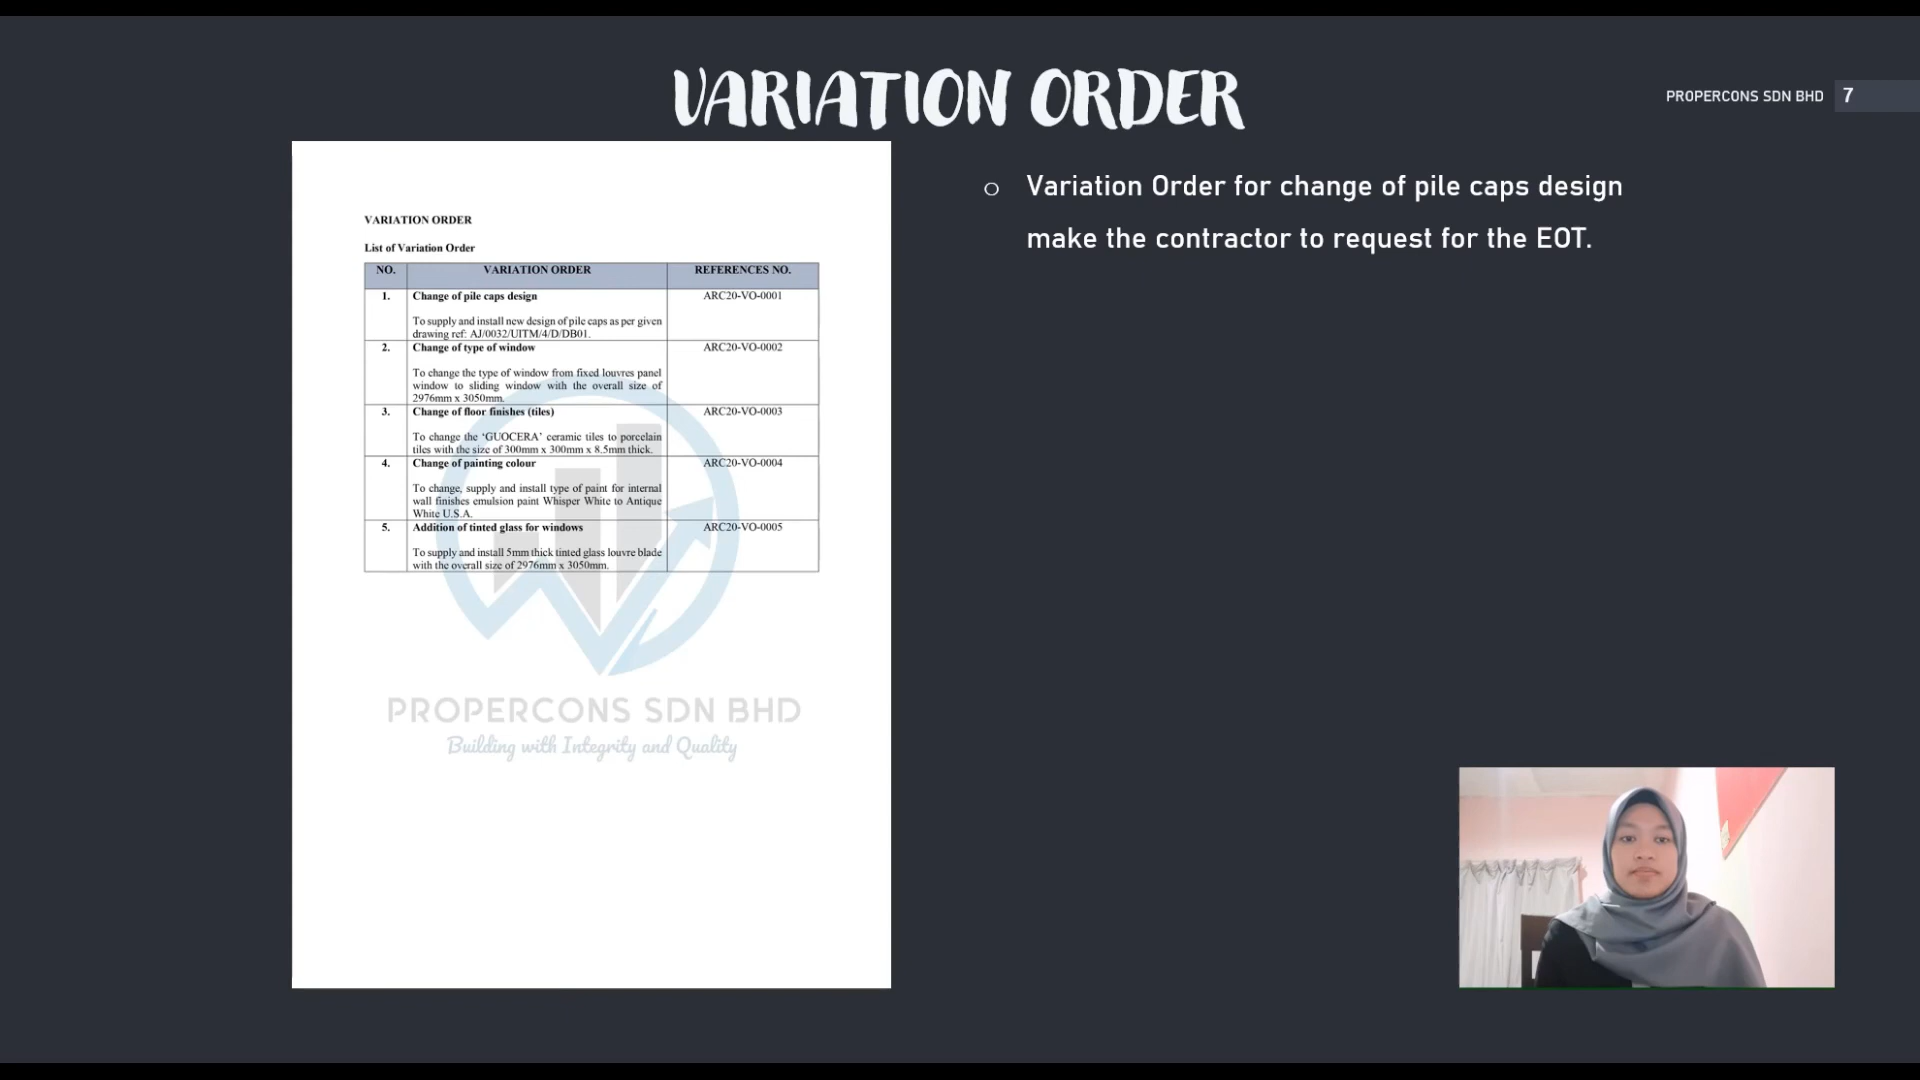 VARIATION ORDER
PROPERCONS SDN BHD 7
VARIATION ORDER
List of Variation Order
NO. VARIATION ORDER REFERENCES NO.
1. Change of pile caps design ARC20-VO-0001
To supply and install new design of pile caps as per given
drawing ref: AJ/0032/UITM/4/D/DB01.
2. Change of type of window ARC20-VO-0002
To change the type of window from fixed louvres panel
window to sliding window with the overall size of
2976mm x 3050mm.
3. Change of floor finishes (tiles) ARC20-VO-0003
To change the ‘GUOCERA’ ceramic tiles to porcelain
tiles with the size of 300mm x 300mm x 8.5mm thick.
4. Change of painting colour ARC20-VO-0004
To change, supply and install type of paint for internal
wall finishes emulsion paint Whisper White to Antique
White U.S.A.
5. Addition of tinted glass for windows ARC20-VO-0005
To supply and install 5mm thick tinted glass louvre blade
with the overall size of 2976mm x 3050mm.
PROPERCONS SDN BHD
Building with Integrity and Quality
o Variation Order for change of pile caps design
make the contractor to request for the EOT.